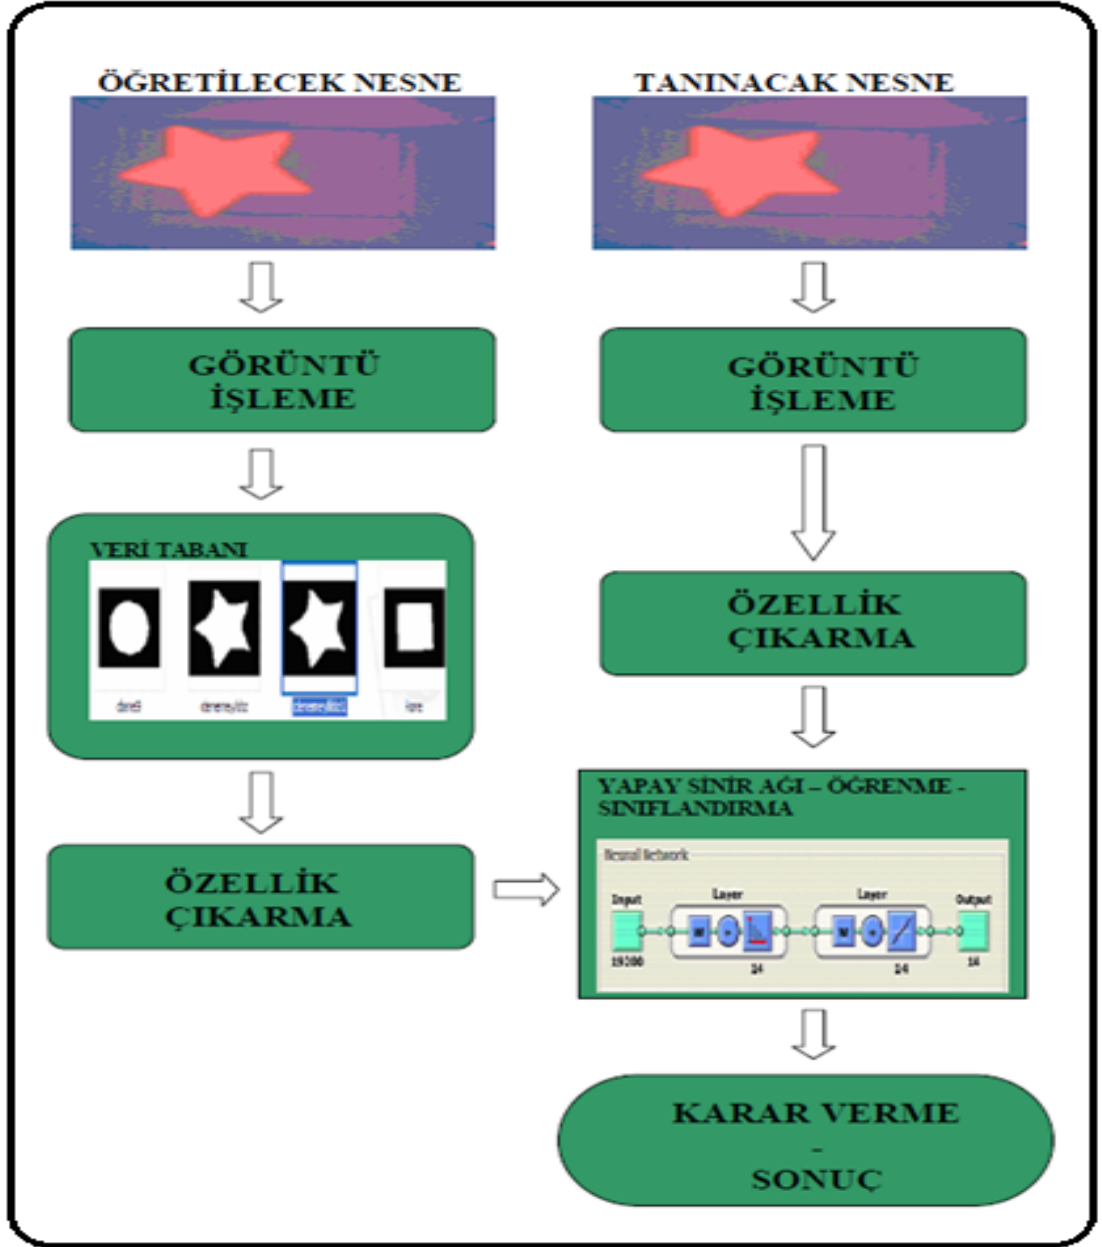 ÖĞRETİLECEK NESNE
GÖRÜNTÜ
İŞLEME
VERİ TABANI
ÖZELLİK
ÇIKARMA
TANINACAK NESNE
GÖRÜNTÜ
İŞLEME
ÖZELLİK
ÇIKARMA
YAPAY SİNİR AĞI – ÖĞRENME -
SINIFLANDIRMA
Neural Network
Input
Layer
Layer
Output
19200
KARAR VERME
-
SONUÇ